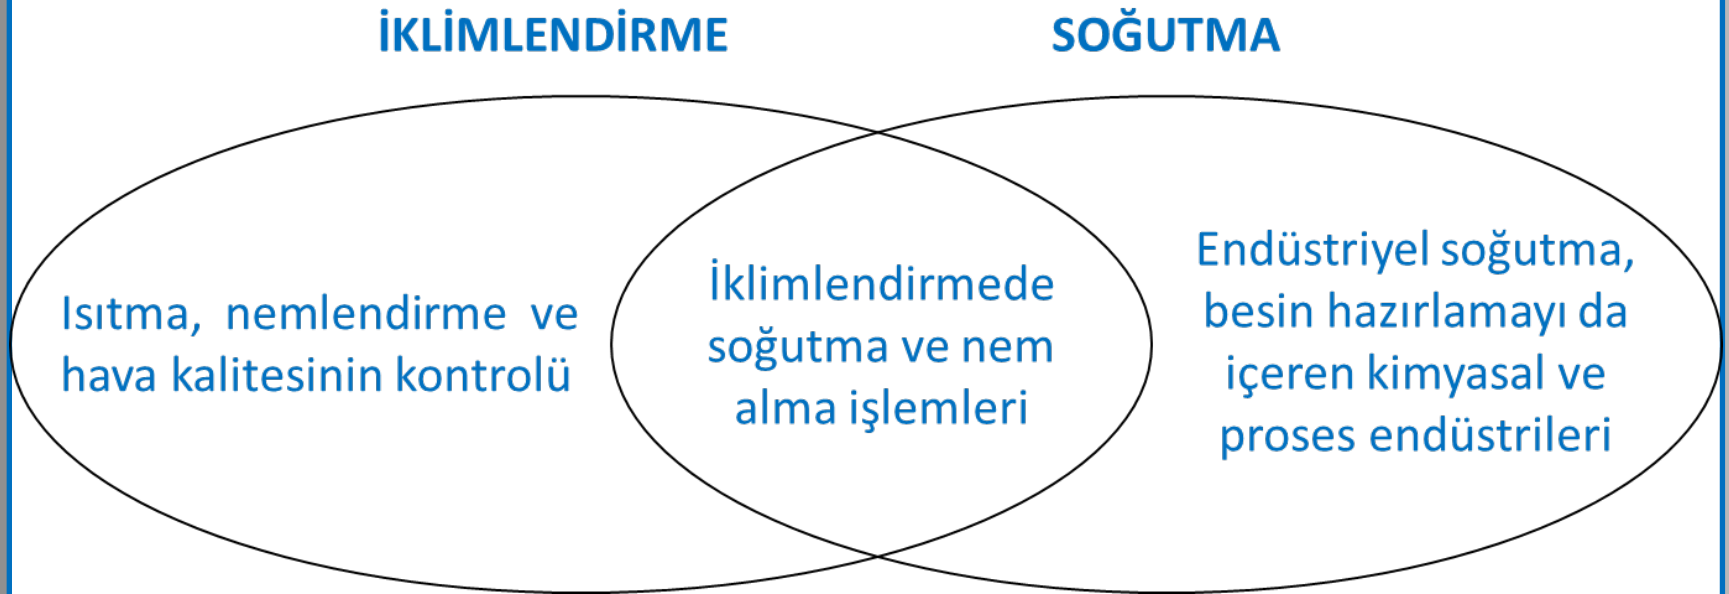 İKLİMLENDİRME
SOĞUTMA
Isıtma, nemlendirme ve
hava kalitesinin kontrolü
İklimlendirmede
soğutma ve nem
alma işlemleri
Endüstriyel soğutma,
besin hazırlamayı da
içeren kimyasal ve
proses endüstrileri